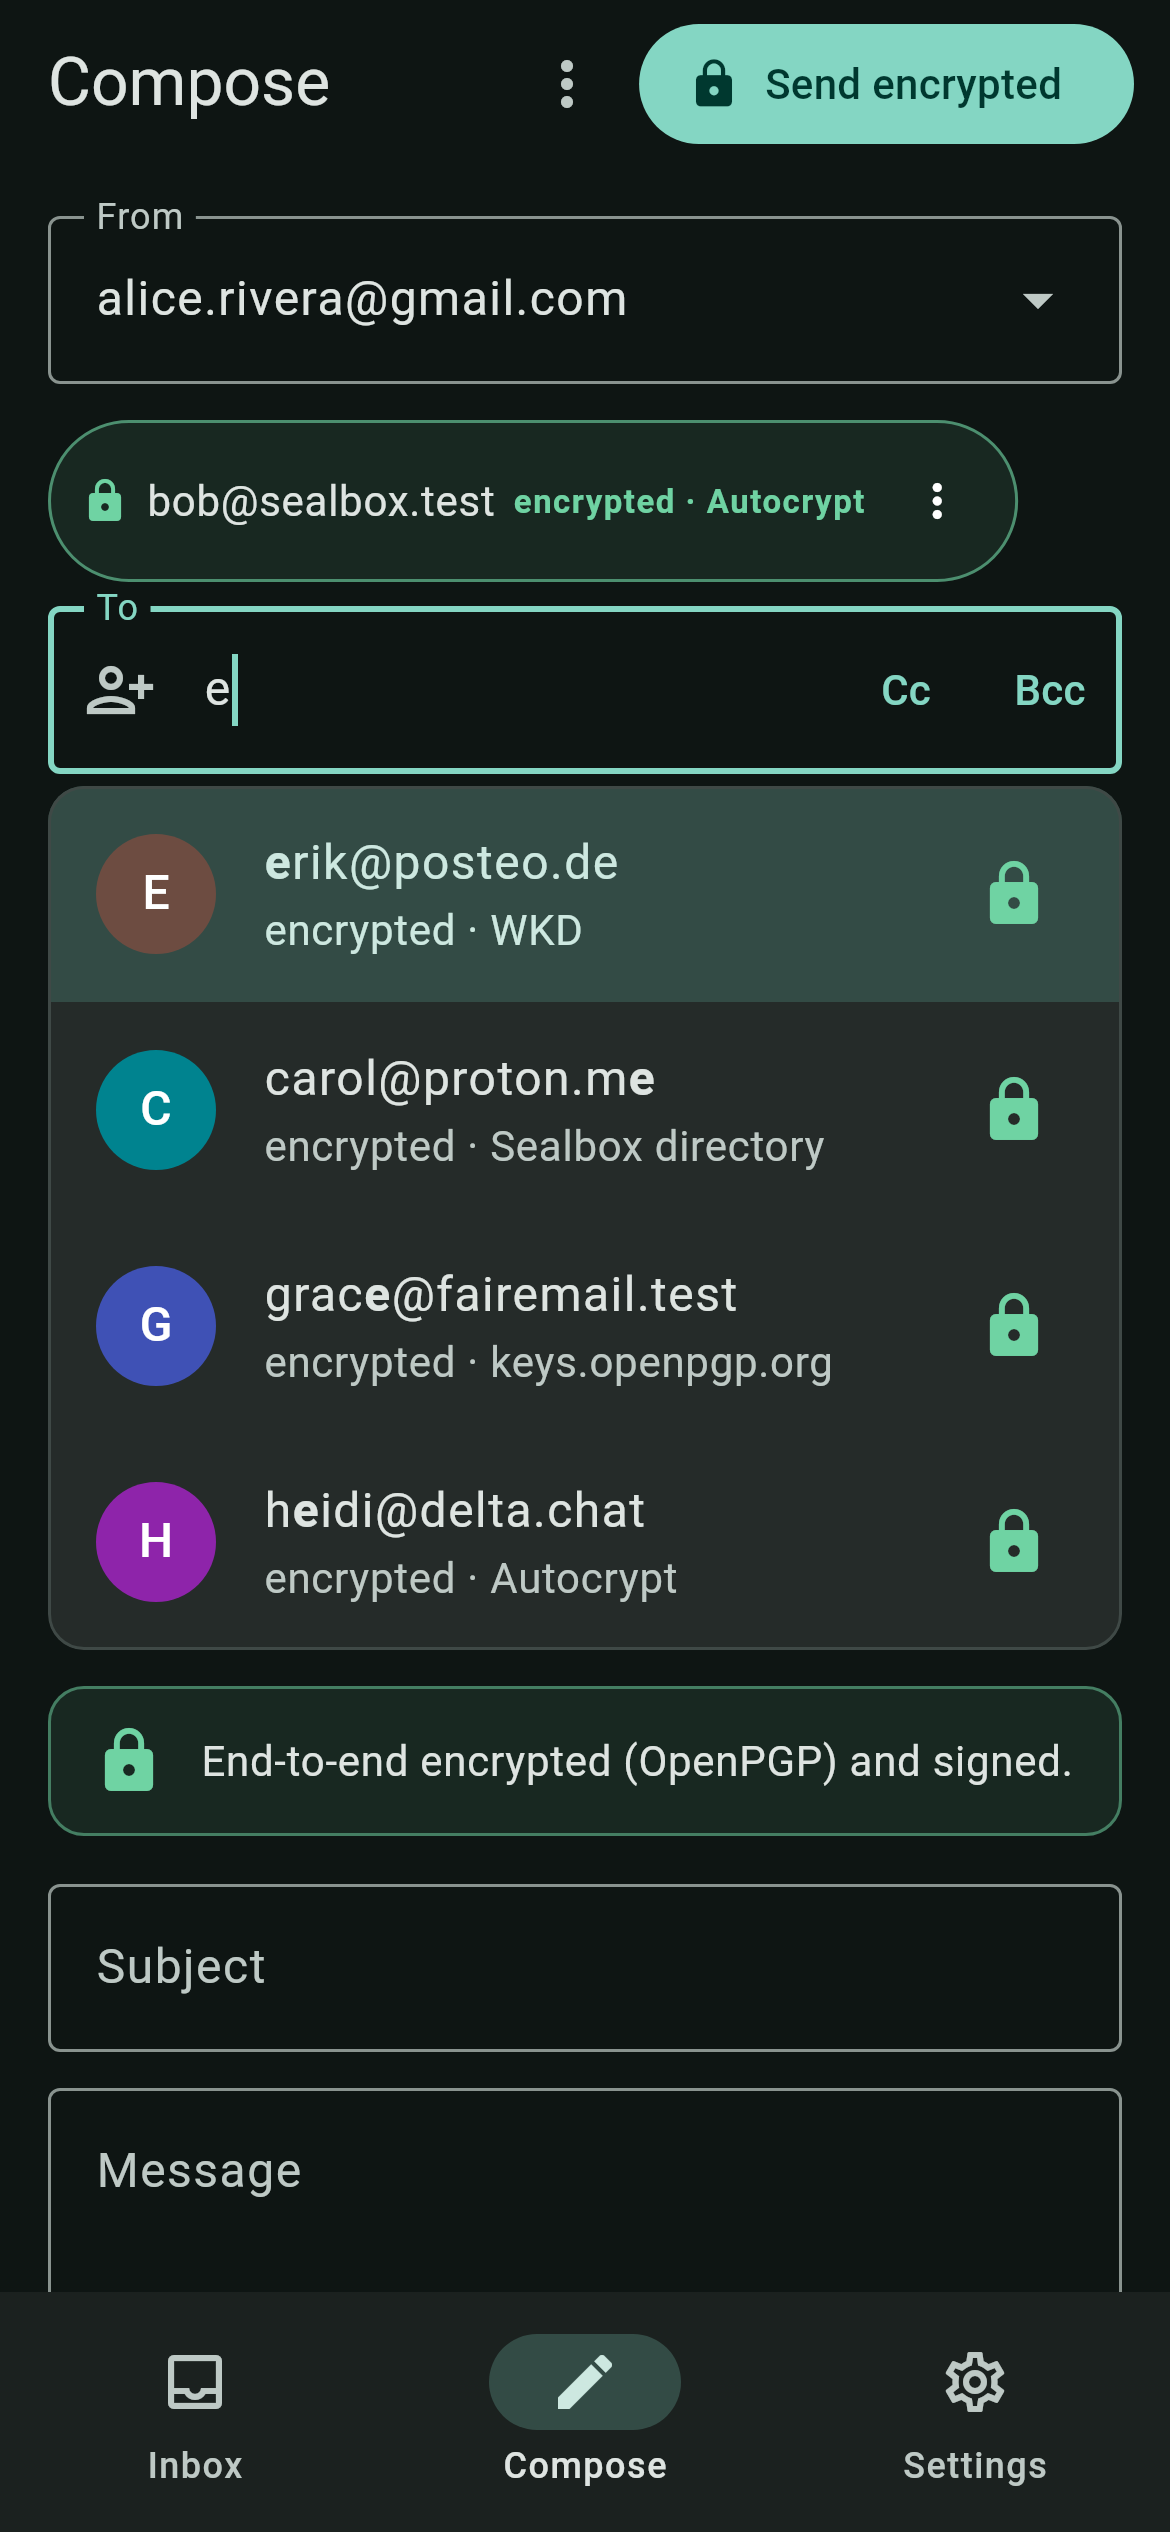 Compose
Send encrypted
From
alice.rivera@gmail.com
bob@sealbox.test encrypted · Autocrypt
To
e
Cc
Bcc
E
erik@posteo.de
encrypted · WKD
C
carol@proton.me
encrypted · Sealbox directory
G
grace@fairemail.test
encrypted · keys.openpgp.org
H
heidi@delta.chat
encrypted · Autocrypt
End-to-end encrypted (OpenPGP) and signed.
Subject
Message
Inbox
Compose
Settings